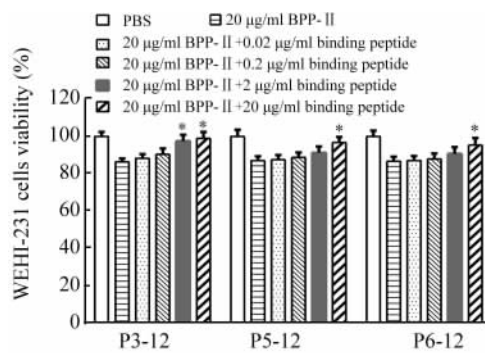 PBS 20 μg/ml BPP-Ⅱ
20 μg/ml BPP-Ⅱ+0.02 μg/ml binding peptide
20 μg/ml BPP-Ⅱ+0.2 μg/ml binding peptide
20 μg/ml BPP-Ⅱ+2 μg/ml binding peptide
20 μg/ml BPP-Ⅱ+20 μg/ml binding peptide
WEHI-231 cells viability (%)
120
100
80
60
40
20
0
* * * *
P3-12 P5-12 P6-12